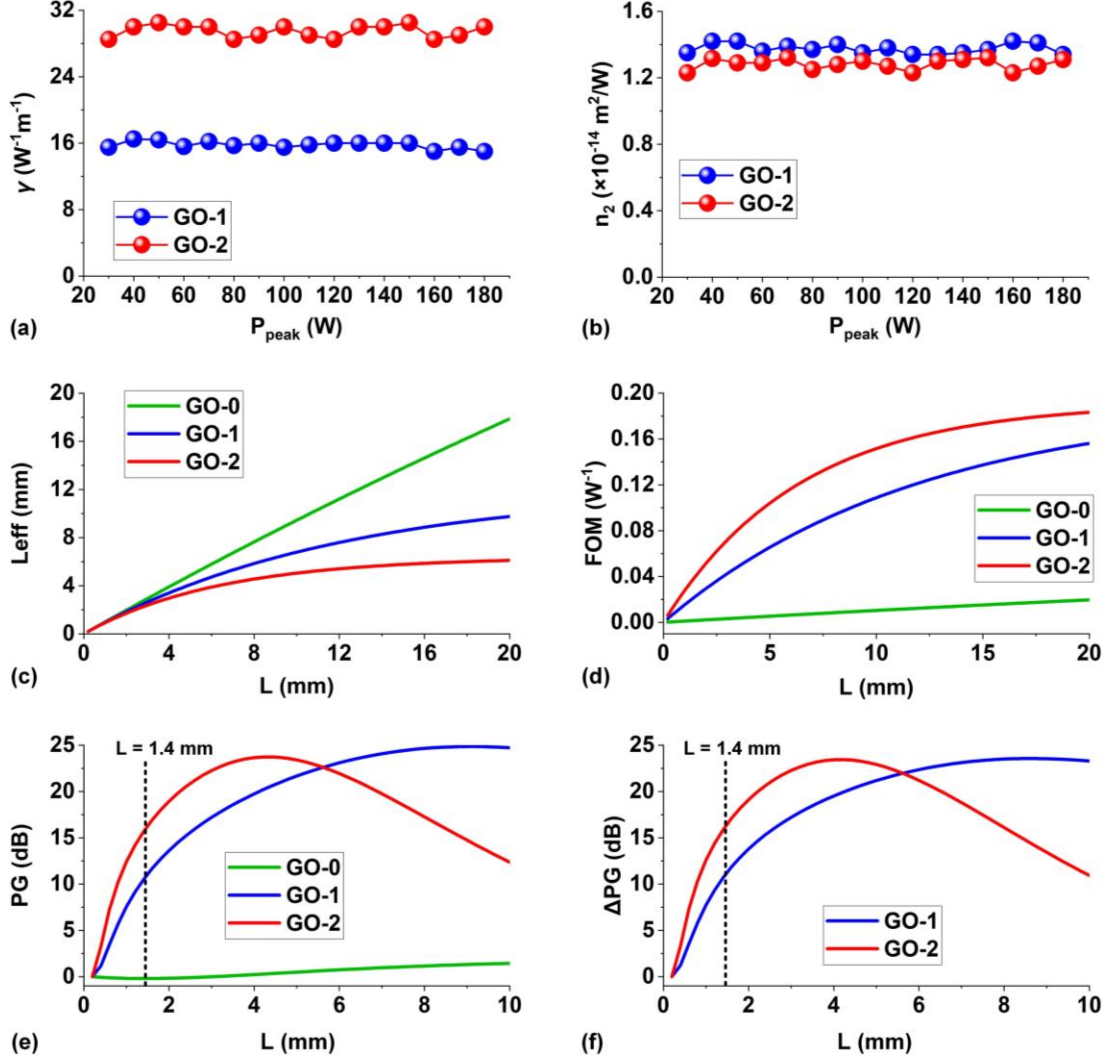 32
24
16
8
0
γ (W⁻¹m⁻¹)
GO-1
GO-2
20 40 60 80 100 120 140 160 180
(a)
P_peak (W)
1.6
1.2
0.8
0.4
0.0
n₂ (×10⁻¹⁴ m²/W)
GO-1
GO-2
20 40 60 80 100 120 140 160 180
(b)
P_peak (W)
20
16
12
8
4
0
Leff (mm)
GO-0
GO-1
GO-2
0 4 8 12 16 20
(c)
L (mm)
0.20
0.16
0.12
0.08
0.04
0.00
FOM (W⁻¹)
GO-0
GO-1
GO-2
0 5 10 15 20
(d)
L (mm)
25
20
15
10
5
0
PG (dB)
L = 1.4 mm
GO-0
GO-1
GO-2
0 2 4 6 8 10
(e)
L (mm)
25
20
15
10
5
0
ΔPG (dB)
L = 1.4 mm
GO-1
GO-2
0 2 4 6 8 10
(f)
L (mm)